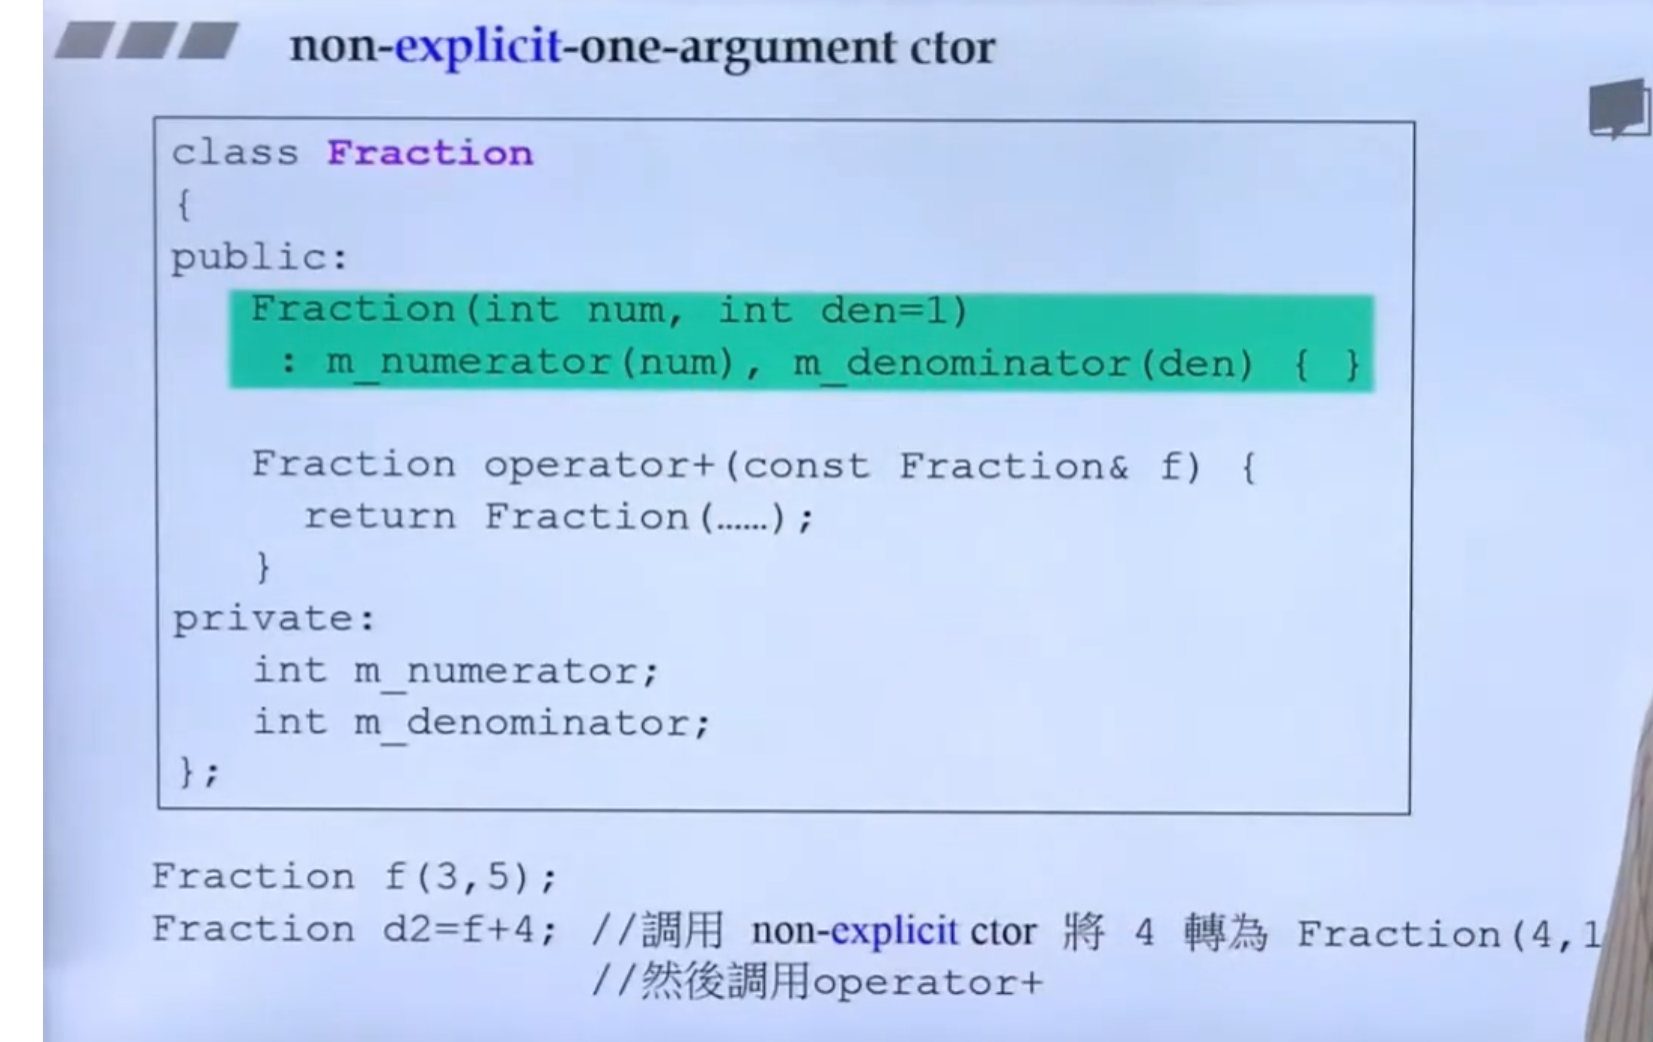 non-explicit-one-argument ctor
class Fraction
{
public:
Fraction(int num, int den=1)
: m_numerator(num), m_denominator(den) { }
Fraction operator+(const Fraction& f) {
return Fraction(……);
}
private:
int m_numerator;
int m_denominator;
};
Fraction f(3,5);
Fraction d2=f+4; //調用 non-explicit ctor 將 4 轉為 Fraction(4,1
//然後調用operator+